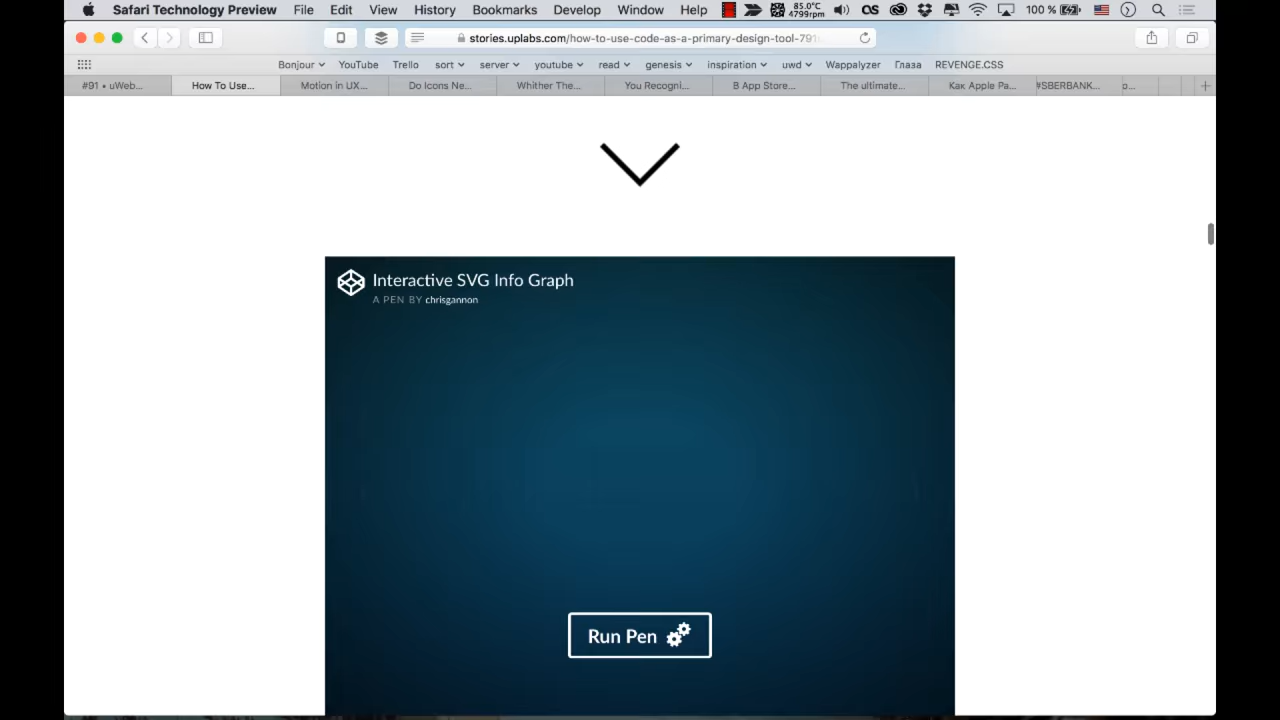 Safari Technology Preview File Edit View History Bookmarks Develop Window Help 85.0°C 4799rpm 100 %
stories.uplabs.com/how-to-use-code-as-a-primary-design-tool-791
Bonjour YouTube Trello sort server youtube read genesis inspiration uwd Wappalyzer Глаза REVENGE.CSS
#91 • uWeb... How To Use... Motion in UX... Do Icons Ne... Whither The... You Recogni... В App Store... The ultimate... Как Apple Pa... #SBERBANK...
Interactive SVG Info Graph
A PEN BY chrisgannon
Run Pen